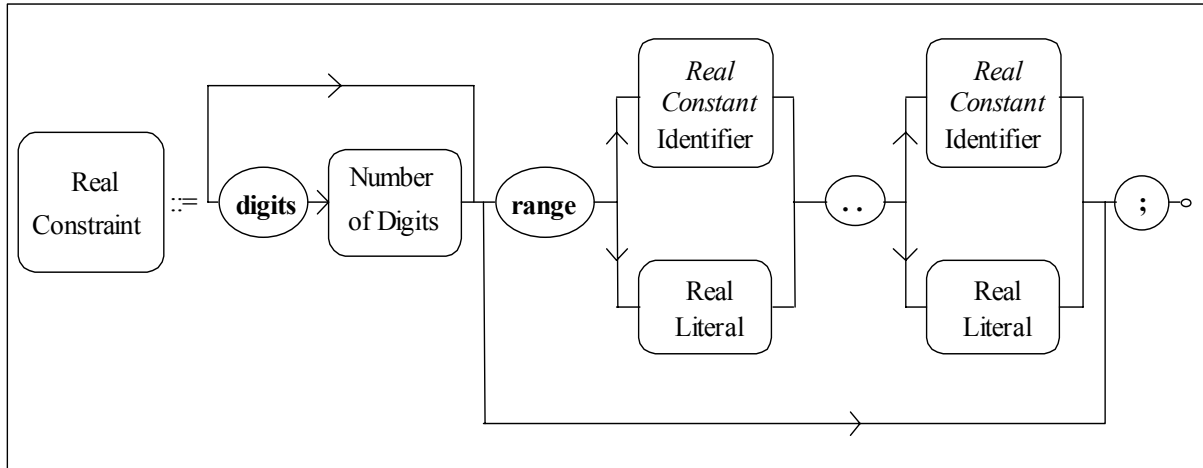 Real
Constraint
::=
digits
Number
of Digits
range
Real
Constant
Identifier
Real
Literal
..
Real
Constant
Identifier
Real
Literal
;